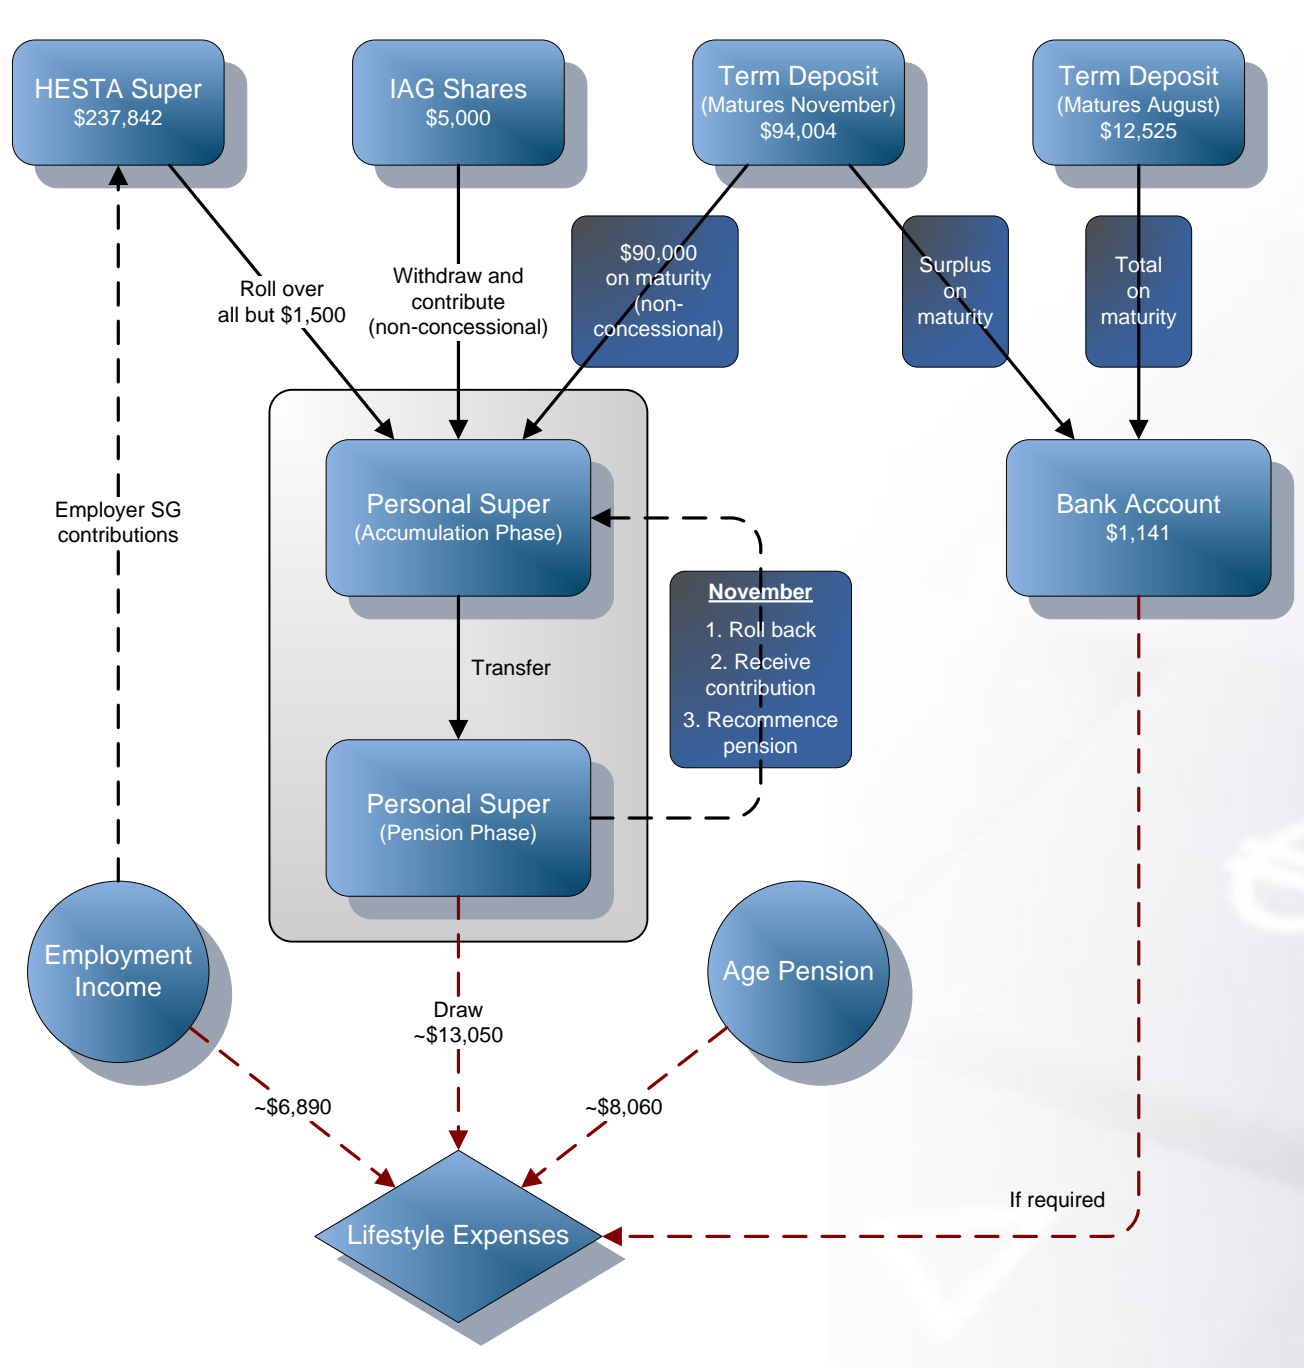 HESTA Super
$237,842
IAG Shares
$5,000
Term Deposit
(Matures November)
$94,004
Term Deposit
(Matures August)
$12,525
Roll over
all but $1,500
Withdraw and
contribute
(non-concessional)
$90,000
on maturity
(non-
concessional)
Surplus
on
maturity
Total
on
maturity
Employer SG
contributions
Personal Super
(Accumulation Phase)
Bank Account
$1,141
November
1. Roll back
2. Receive
contribution
3. Recommence
pension
Transfer
Personal Super
(Pension Phase)
Employment
Income
Age Pension
Draw
~$13,050
~$6,890
~$8,060
If required
Lifestyle Expenses